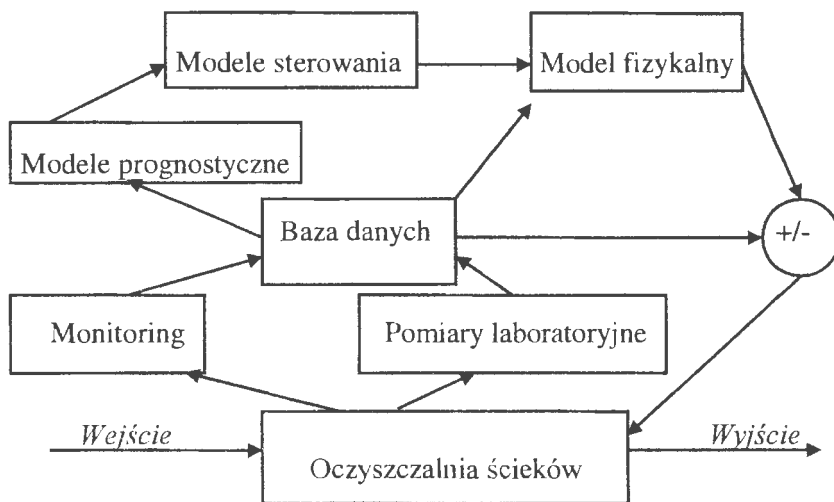 Modele sterowania
Model fizykalny
Modele prognostyczne
Baza danych
+/-
Monitoring
Pomiary laboratoryjne
Wejście
Wyjście
Oczyszczalnia ścieków